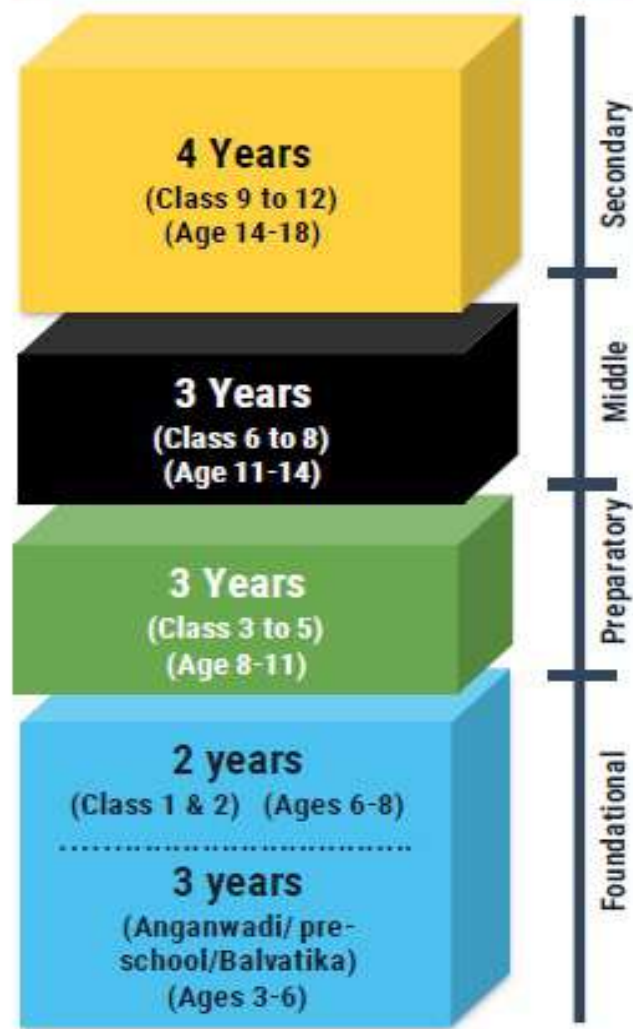 4 Years
(Class 9 to 12)
(Age 14-18)
Secondary
3 Years
(Class 6 to 8)
(Age 11-14)
Middle
3 Years
(Class 3 to 5)
(Age 8-11)
Preparatory
2 years
(Class 1 & 2) (Ages 6-8)
3 years
(Anganwadi/ pre-
school/Balvatika)
(Ages 3-6)
Foundational